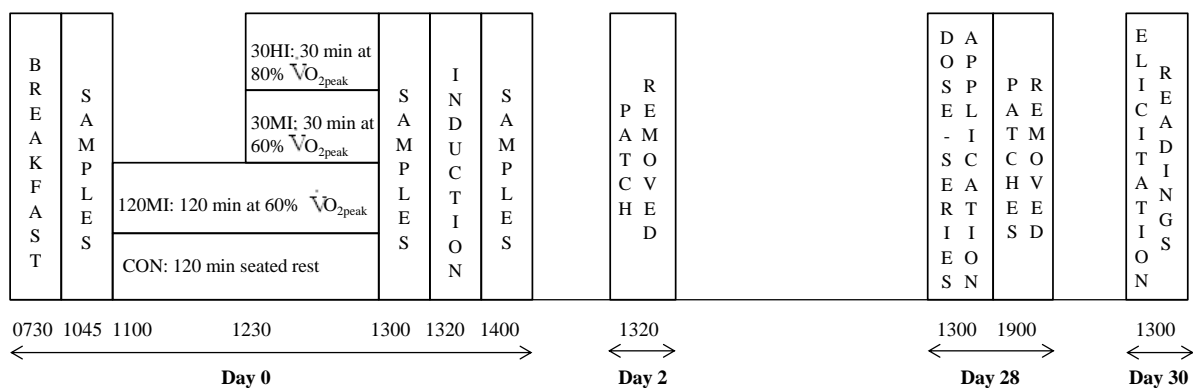 BREAKFAST
SAMPLES
30HI: 30 min at
80% V̇O2peak
30MI: 30 min at
60% V̇O2peak
120MI: 120 min at 60% V̇O2peak
CON: 120 min seated rest
SAMPLES
INDUCTION
SAMPLES
PATCH
REMOVED
DOSE-SERIES
APPLICATION
PATCHES
REMOVED
ELICITATION
READINGS
0730 1045 1100 1230 1300 1320 1400 1320 1300 1900 1300
Day 0 Day 2 Day 28 Day 30